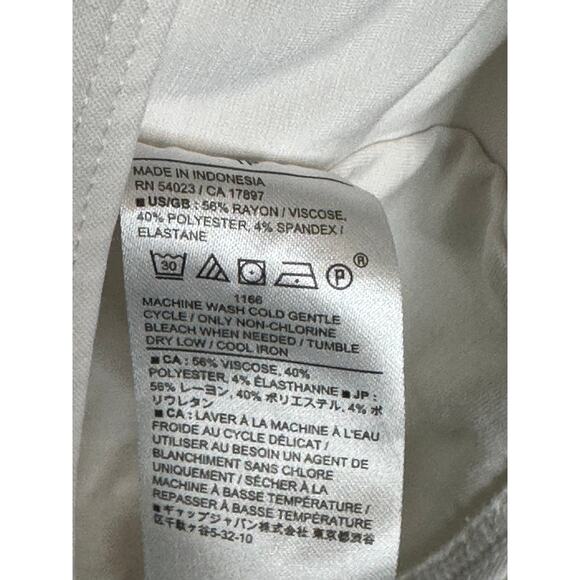 MADE IN INDONESIA
RN 54023 / CA 17897
■ US/GB : 56% RAYON / VISCOSE,
40% POLYESTER, 4% SPANDEX /
ELASTANE
30 P ®
1166
MACHINE WASH COLD GENTLE
CYCLE / ONLY NON-CHLORINE
BLEACH WHEN NEEDED / TUMBLE
DRY LOW / COOL IRON
■ CA : 56% VISCOSE, 40%
POLYESTER, 4% ÉLASTHANNE ■ JP :
56% レーヨン, 40% ポリエステル, 4% ポ
リウレタン
■ CA : LAVER À LA MACHINE À L'EAU
FROIDE AU CYCLE DÉLICAT /
UTILISER AU BESOIN UN AGENT DE
BLANCHIMENT SANS CHLORE
UNIQUEMENT / SÉCHER À LA
MACHINE À BASSE TEMPÉRATURE /
REPASSER À BASSE TEMPÉRATURE
■ギャップジャパン株式会社 東京都渋谷
区千駄ヶ谷5-32-10